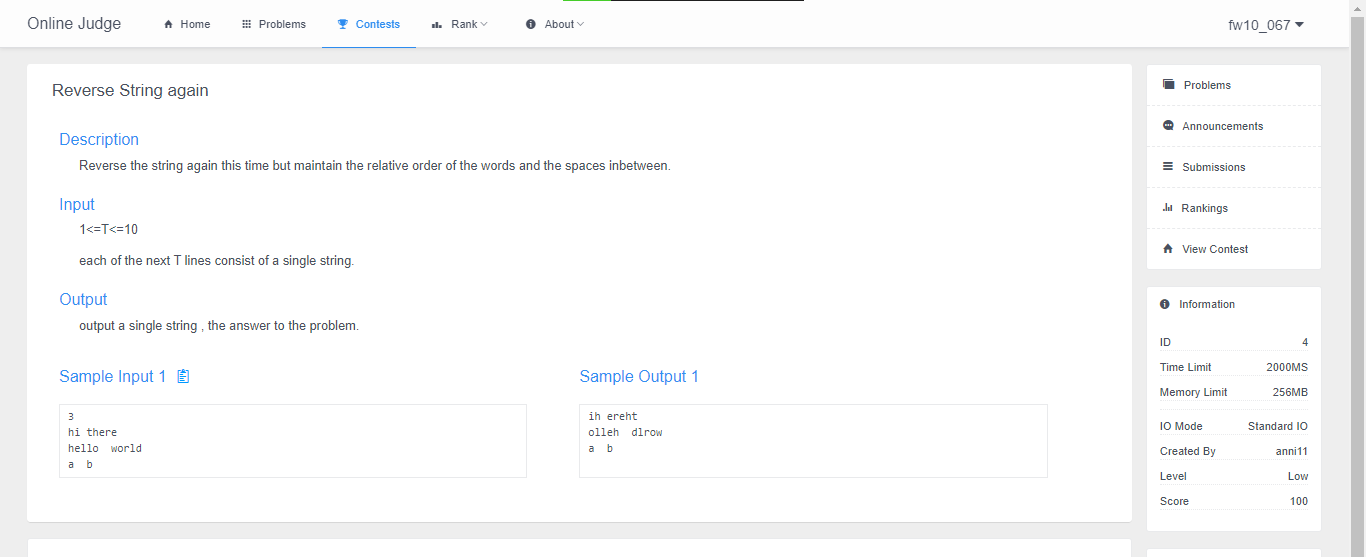 Online Judge
Home
Problems
Contests
Rank
About
fw10_067
Reverse String again
Description
Reverse the string again this time but maintain the relative order of the words and the spaces inbetween.
Input
1<=T<=10
each of the next T lines consist of a single string.
Output
output a single string , the answer to the problem.
Sample Input 1
3
hi there
hello  world
a  b
Sample Output 1
ih ereht
olleh  dlrow
a  b
Problems
Announcements
Submissions
Rankings
View Contest
Information
ID 4
Time Limit 2000MS
Memory Limit 256MB
IO Mode Standard IO
Created By anni11
Level Low
Score 100